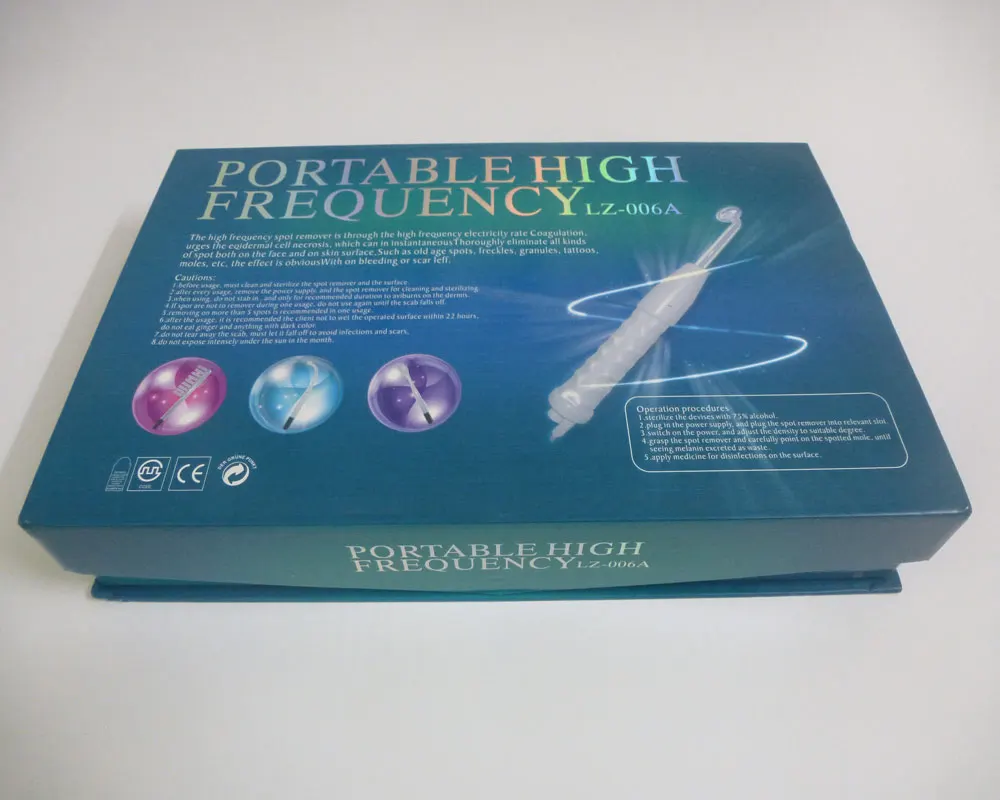 PORTABLE HIGH
FREQUENCY LZ-006A
The high frequency spot remover is through the high frequency electricity rate Coagulation,
urges the eqidermal cell necrosis, which can in instantaneousThoroughly eliminate all kinds
of spot both on the face and on skin surface,Such as old age spots, freckles, granules, tattoos,
moles, etc, the effect is obviousWith on bleeding or scar left.
Cautions:
1.before usage, must clean and sterilize the spot remover and the surface
2.after every usage, remove the power supply, and the spot remover for cleaning and sterilizing.
3.when using, do not stab in, and only for recommended duration to aviburns on the dermis.
4.If spor are not to remover during one usage, do not use again until the scab falls off.
5.removing on more than 5 spots is recommended in one usage.
6.after the usage, it is recommended the client not to wet the operated surface within 22 hours,
do not eat ginger and anything with dark color.
7.do not tear away the scab, must let it fall off to avoid infections and scars,
8.do not expose intensely under the sun in the month.
Operation procedures
1.sterilize the devises with 75% alcohol.
2.plug in the power supply, and plug the spot remover into relevant slot.
3.switch on the power, and adjust the density to suitable degree.
4.grasp the spot remover and carefully point on the spotted mole, until
seeing melanin excreted as waste.
5.apply medicine for disinfections on the surface.
CE
DER GRÜNE PUNKT
PORTABLE HIGH
FREQUENCY LZ-006A